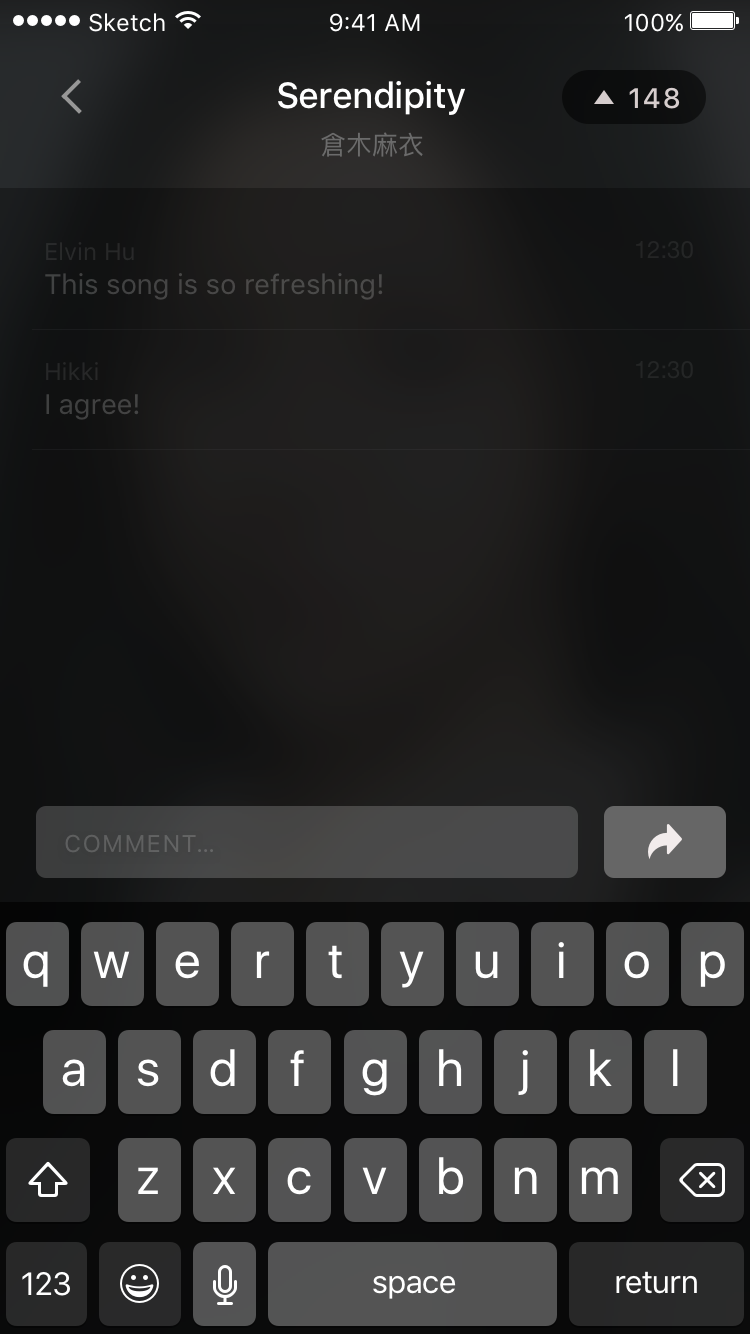 Sketch 9:41 AM 100%
Serendipity
148
倉木麻衣
Elvin Hu 12:30
This song is so refreshing!
Hikki 12:30
I agree!
COMMENT...
q w e r t y u i o p
a s d f g h j k l
z x c v b n m
123 space return